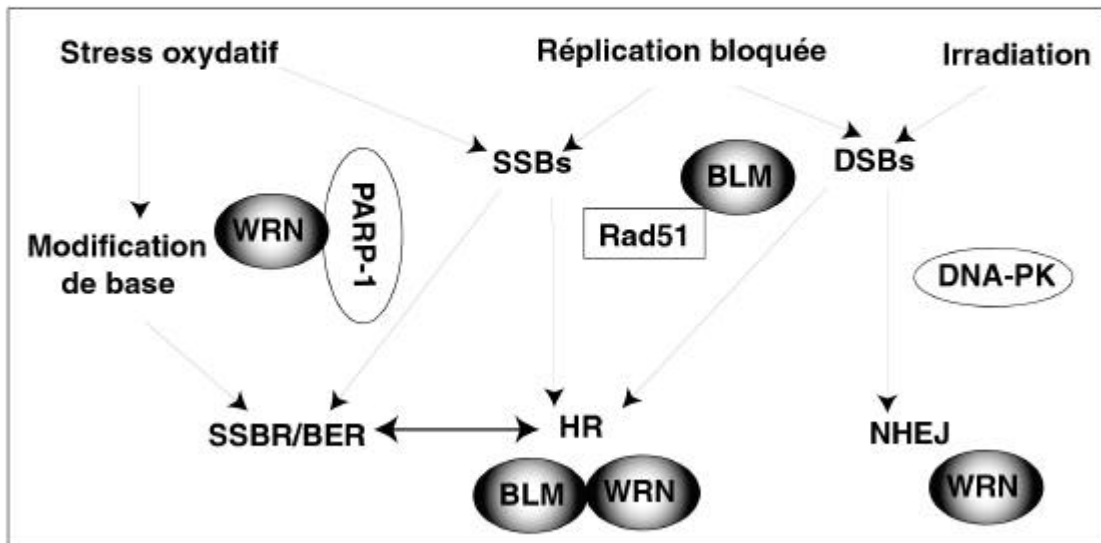 Stress oxydatif
Réplication bloquée
Irradiation
SSBs
BLM
DSBs
WRN
PARP-1
Rad51
Modification
de base
DNA-PK
SSBR/BER
HR
NHEJ
BLM
WRN
WRN